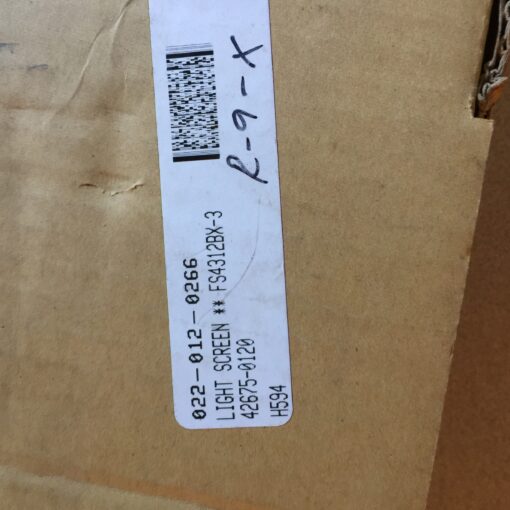 R-9-X
022-012-0266
LIGHT SCREEN ** FS4312BX-3
42675-0120
H594